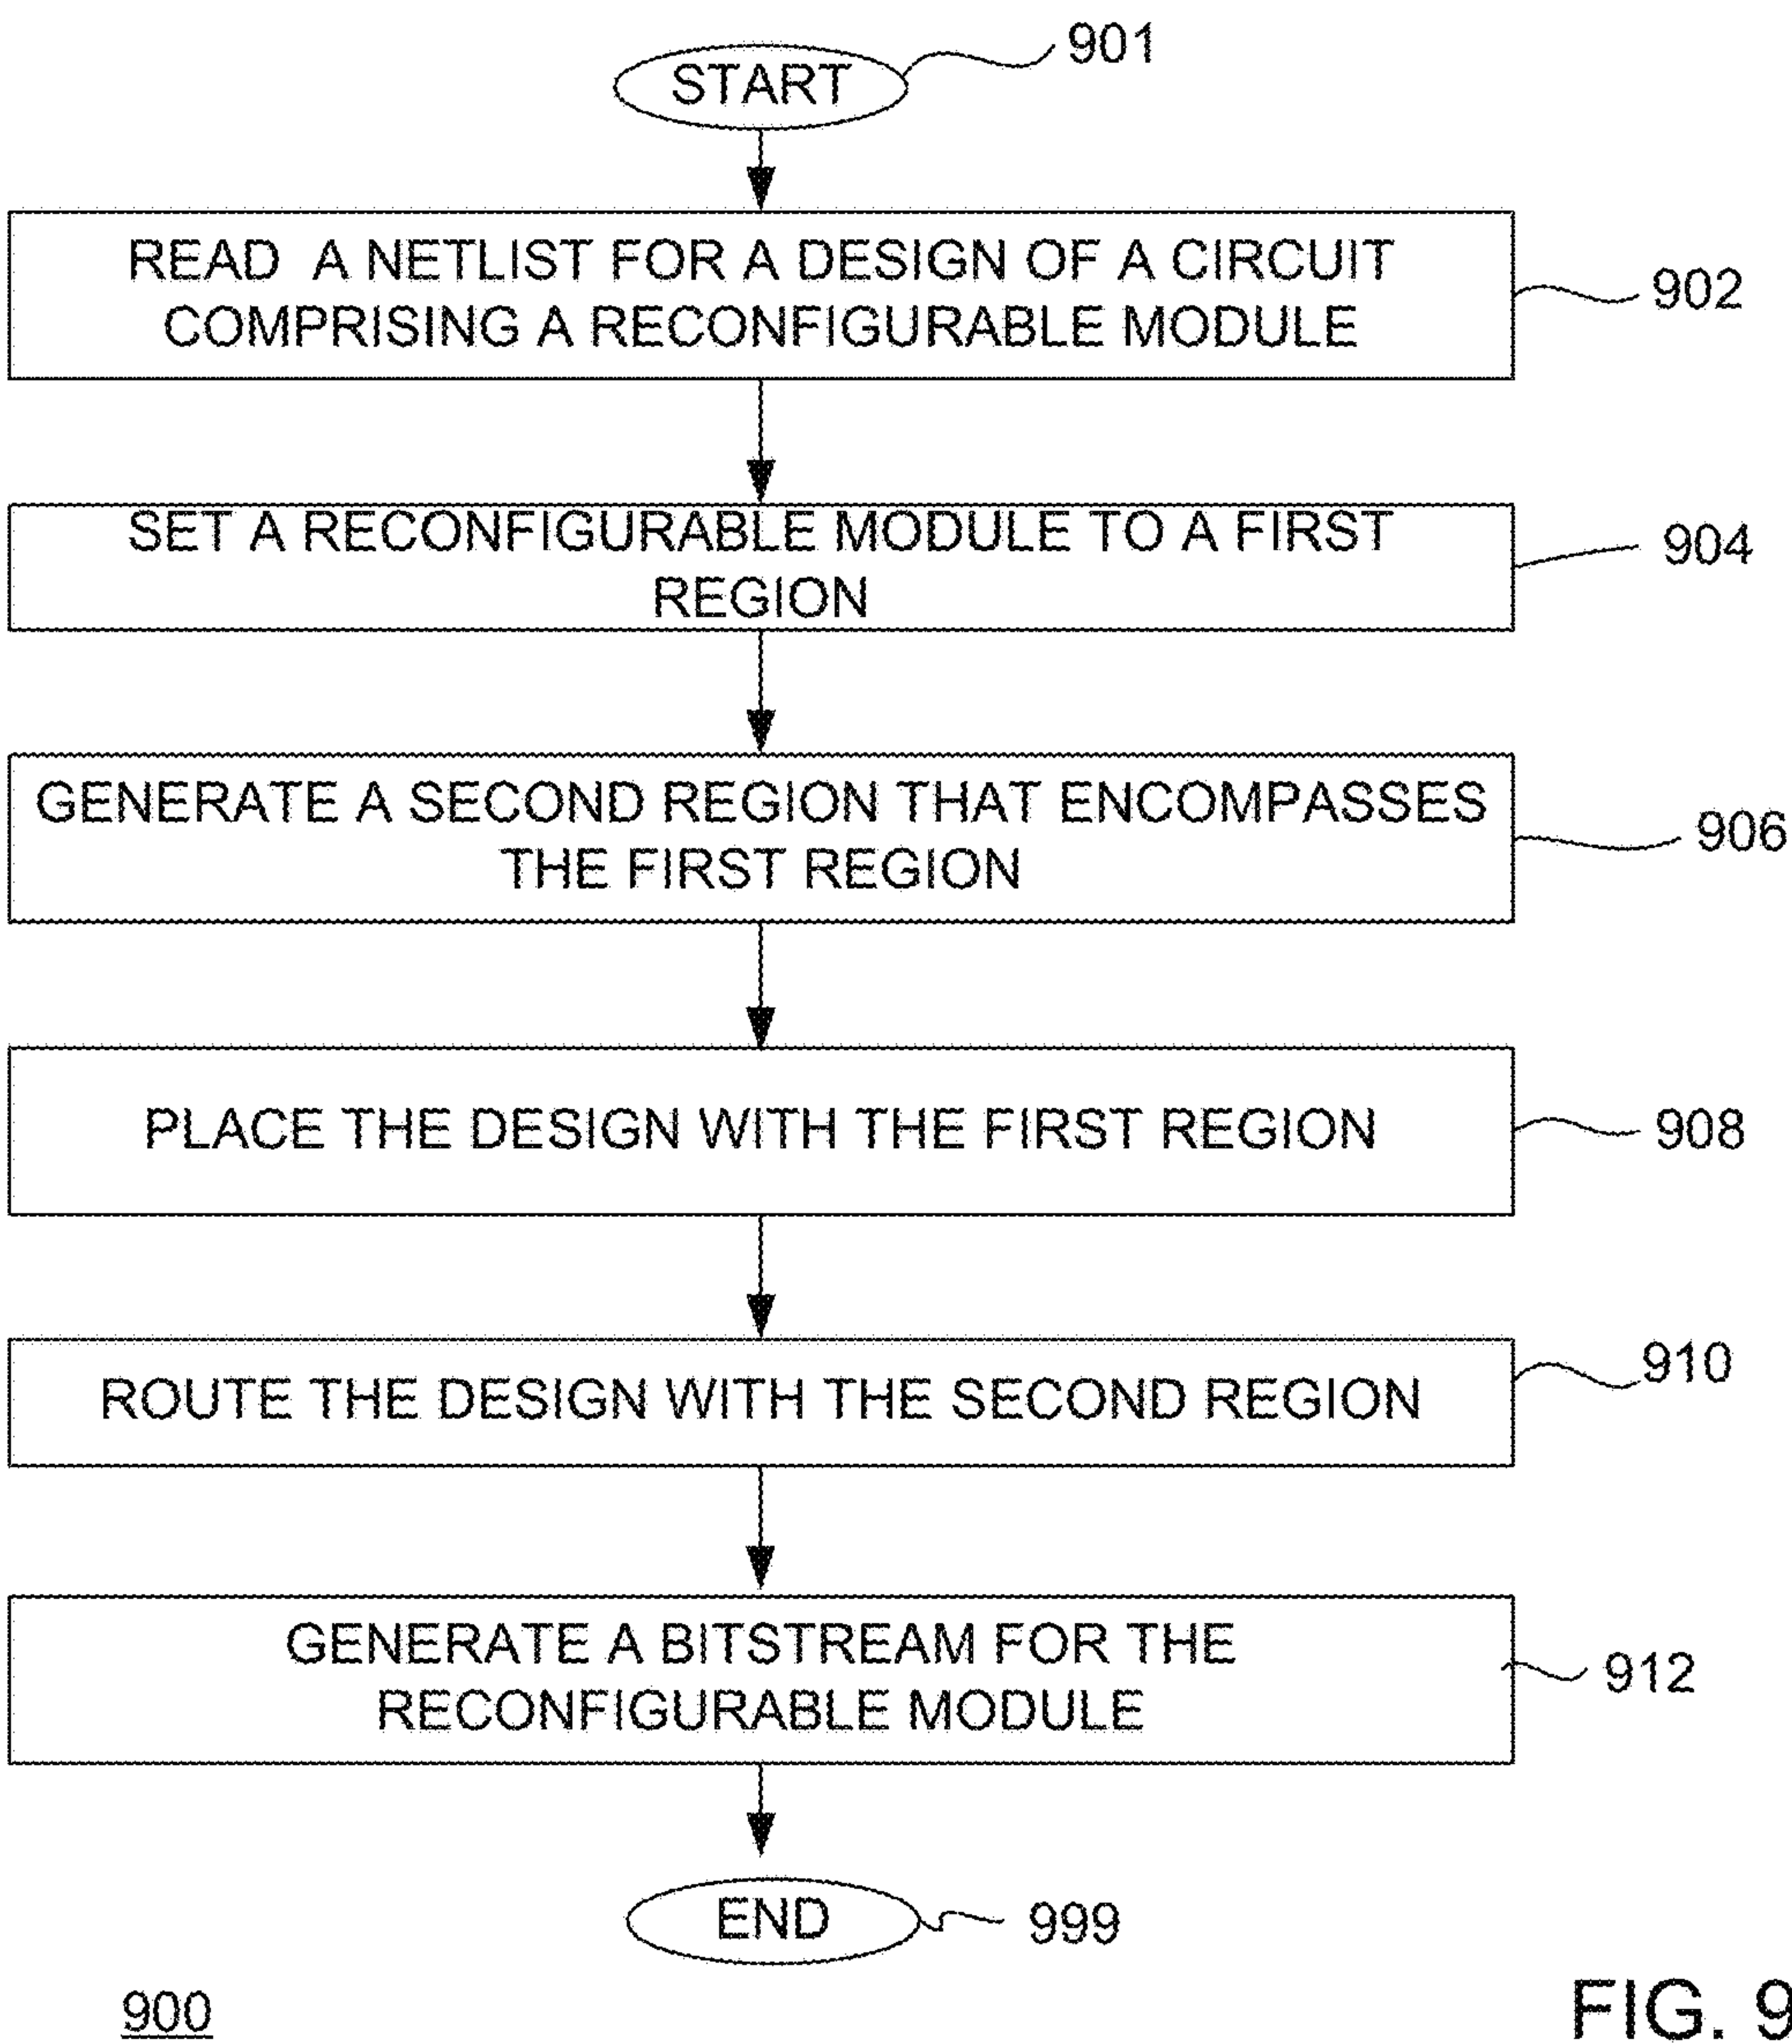 START
901
READ A NETLIST FOR A DESIGN OF A CIRCUIT
COMPRISING A RECONFIGURABLE MODULE
902
SET A RECONFIGURABLE MODULE TO A FIRST
REGION
904
GENERATE A SECOND REGION THAT ENCOMPASSES
THE FIRST REGION
906
PLACE THE DESIGN WITH THE FIRST REGION
908
ROUTE THE DESIGN WITH THE SECOND REGION
910
GENERATE A BITSTREAM FOR THE
RECONFIGURABLE MODULE
912
END
999
900
FIG. 9